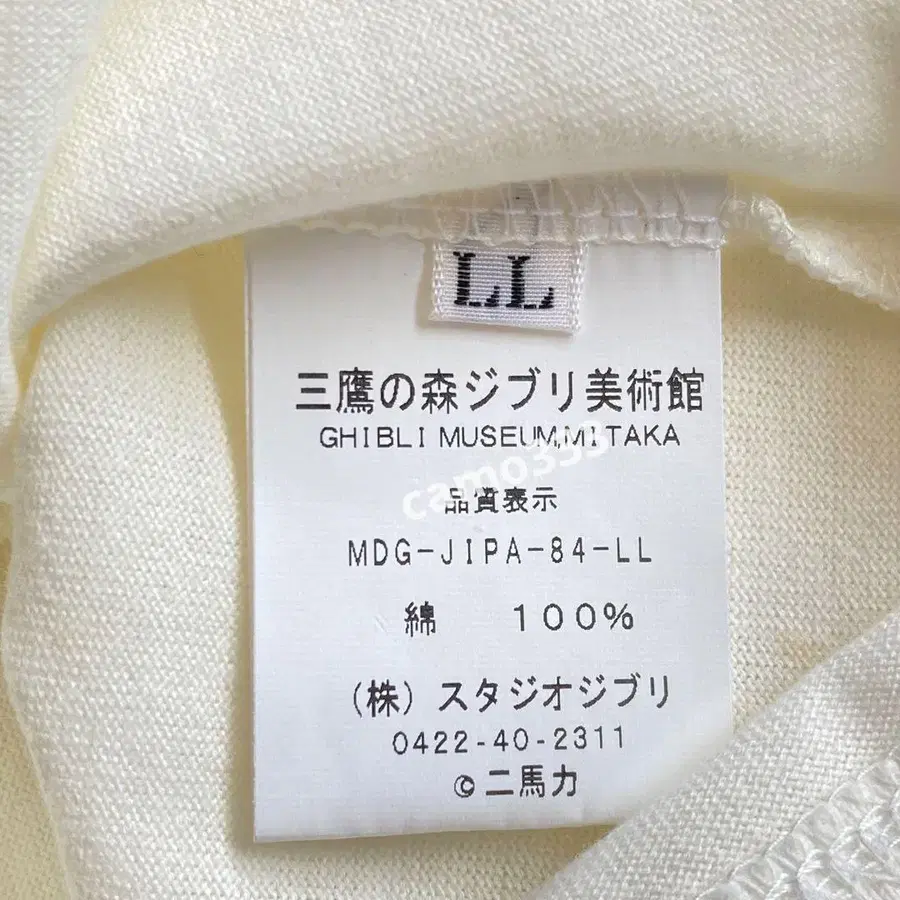 LL
三鷹の森ジブリ美術館
GHIBLI MUSEUM,MITAKA
camo333
品質表示
MDG-JIPA-84-LL
綿 100%
(株)スタジオジブリ
0422-40-2311
©二馬力